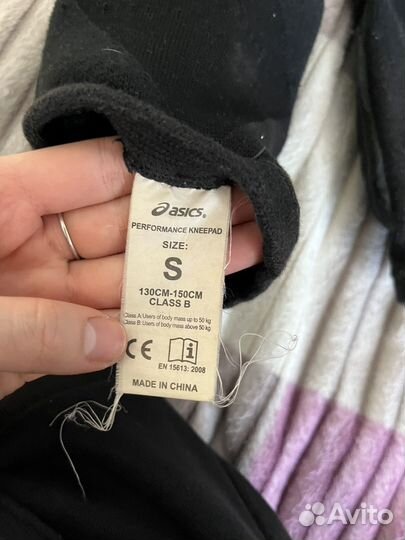 asics®
PERFORMANCE KNEEPAD
SIZE:
S
130CM-150CM
CLASS B
Class A:Users of body mass up to 50 kg
Class B:Users of body mass above 50 kg
CE
i
EN 15613: 2008
MADE IN CHINA
Avito